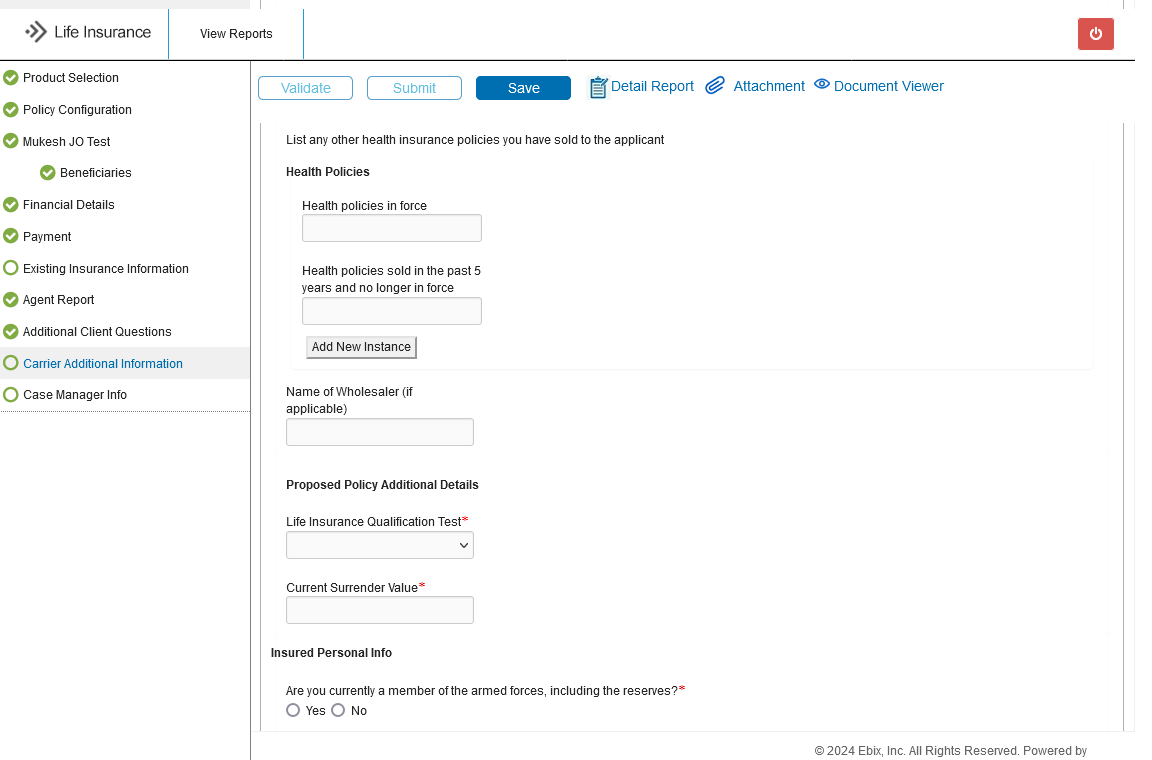 Life Insurance
View Reports
Product Selection
Policy Configuration
Mukesh JO Test
Beneficiaries
Financial Details
Payment
Existing Insurance Information
Agent Report
Additional Client Questions
Carrier Additional Information
Case Manager Info
Validate Submit Save Detail Report Attachment Document Viewer
List any other health insurance policies you have sold to the applicant
Health Policies
Health policies in force
Health policies sold in the past 5
years and no longer in force
Add New Instance
Name of Wholesaler (if
applicable)
Proposed Policy Additional Details
Life Insurance Qualification Test*
Current Surrender Value*
Insured Personal Info
Are you currently a member of the armed forces, including the reserves?*
Yes No
© 2024 Ebix, Inc. All Rights Reserved. Powered by